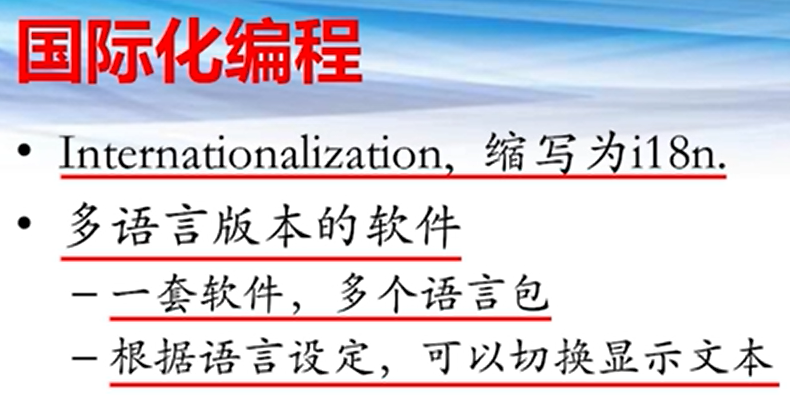 国际化编程
• Internationalization, 缩写为i18n.
• 多语言版本的软件
– 一套软件，多个语言包
– 根据语言设定，可以切换显示文本